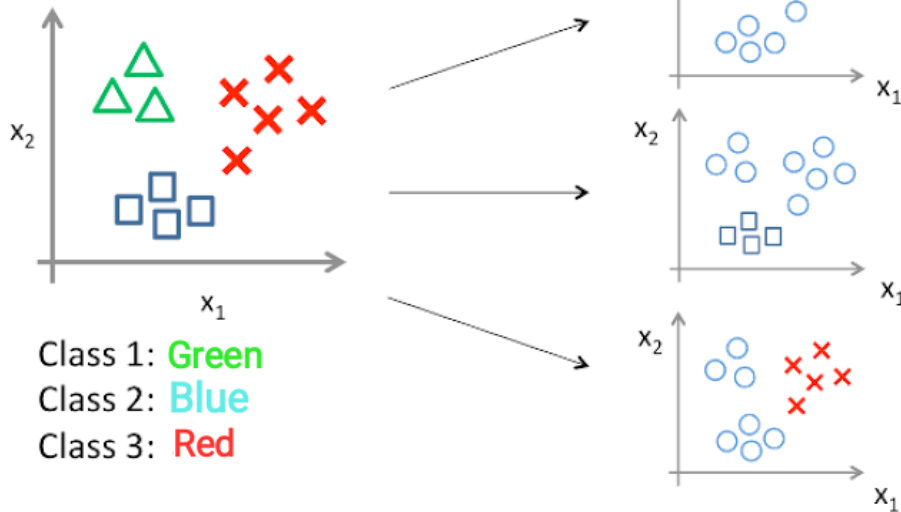 x2
x1
Class 1: Green
Class 2: Blue
Class 3: Red
x1
x2
x1
x2
x1